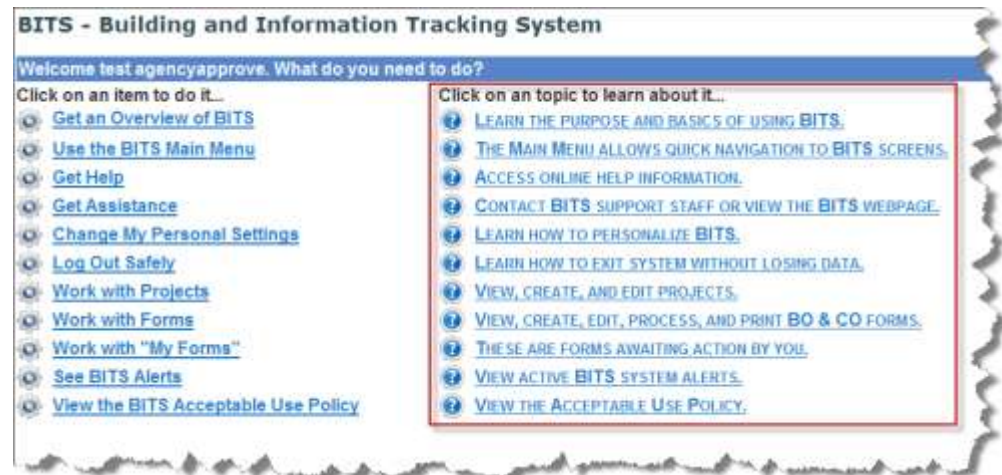 BITS - Building and Information Tracking System
Welcome test agencyapprove. What do you need to do?
Click on an item to do it...
Get an Overview of BITS
Use the BITS Main Menu
Get Help
Get Assistance
Change My Personal Settings
Log Out Safely
Work with Projects
Work with Forms
Work with "My Forms"
See BITS Alerts
View the BITS Acceptable Use Policy
Click on an topic to learn about it...
LEARN THE PURPOSE AND BASICS OF USING BITS.
THE MAIN MENU ALLOWS QUICK NAVIGATION TO BITS SCREENS.
ACCESS ONLINE HELP INFORMATION.
CONTACT BITS SUPPORT STAFF OR VIEW THE BITS WEBPAGE.
LEARN HOW TO PERSONALIZE BITS.
LEARN HOW TO EXIT SYSTEM WITHOUT LOSING DATA.
VIEW, CREATE, AND EDIT PROJECTS.
VIEW, CREATE, EDIT, PROCESS, AND PRINT BO & CO FORMS.
THESE ARE FORMS AWAITING ACTION BY YOU.
VIEW ACTIVE BITS SYSTEM ALERTS.
VIEW THE ACCEPTABLE USE POLICY.